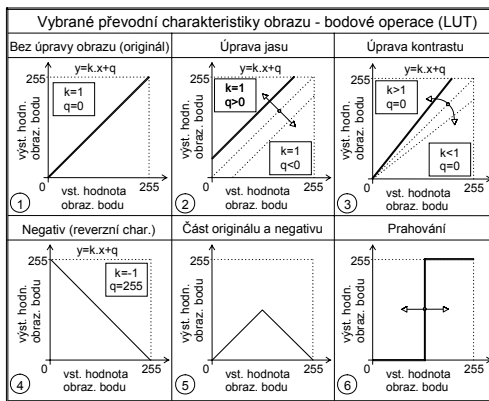 Vybrané převodní charakteristiky obrazu - bodové operace (LUT)
Bez úpravy obrazu (originál)
y=k.x+q
255
k=1
q=0
výst. hodn.
obraz. bodu
0
vst. hodnota
obraz. bodu
255
1
Úprava jasu
y=k.x+q
255
k=1
q>0
k=1
q<0
výst. hodn.
obraz. bodu
0
vst. hodnota
obraz. bodu
255
2
Úprava kontrastu
y=k.x+q
255
k>1
q=0
k<1
q=0
výst. hodn.
obraz. bodu
0
vst. hodnota
obraz. bodu
255
3
Negativ (reverzní char.)
y=k.x+q
255
k=-1
q=255
výst. hodn.
obraz. bodu
0
vst. hodnota
obraz. bodu
255
4
Část originálu a negativu
255
výst. hodn.
obraz. bodu
0
vst. hodnota
obraz. bodu
255
5
Prahování
255
výst. hodn.
obraz. bodu
0
vst. hodnota
obraz. bodu
255
6